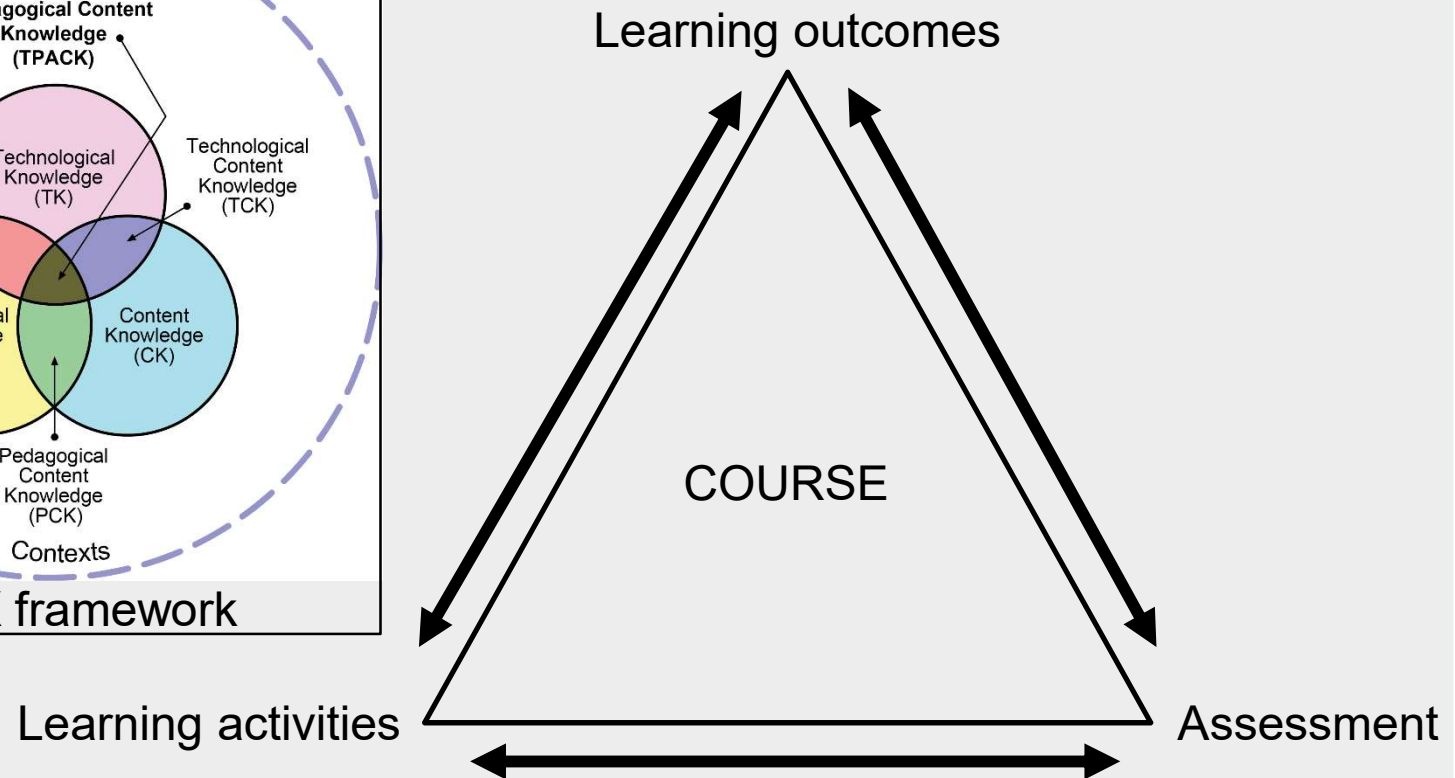 agogical Content
Knowledge
(TPACK)
Technological
Knowledge
(TK)
Technological
Content
Knowledge
(TCK)
al
e
Content
Knowledge
(CK)
Pedagogical
Content
Knowledge
(PCK)
Contexts
framework
Learning outcomes
COURSE
Learning activities
Assessment